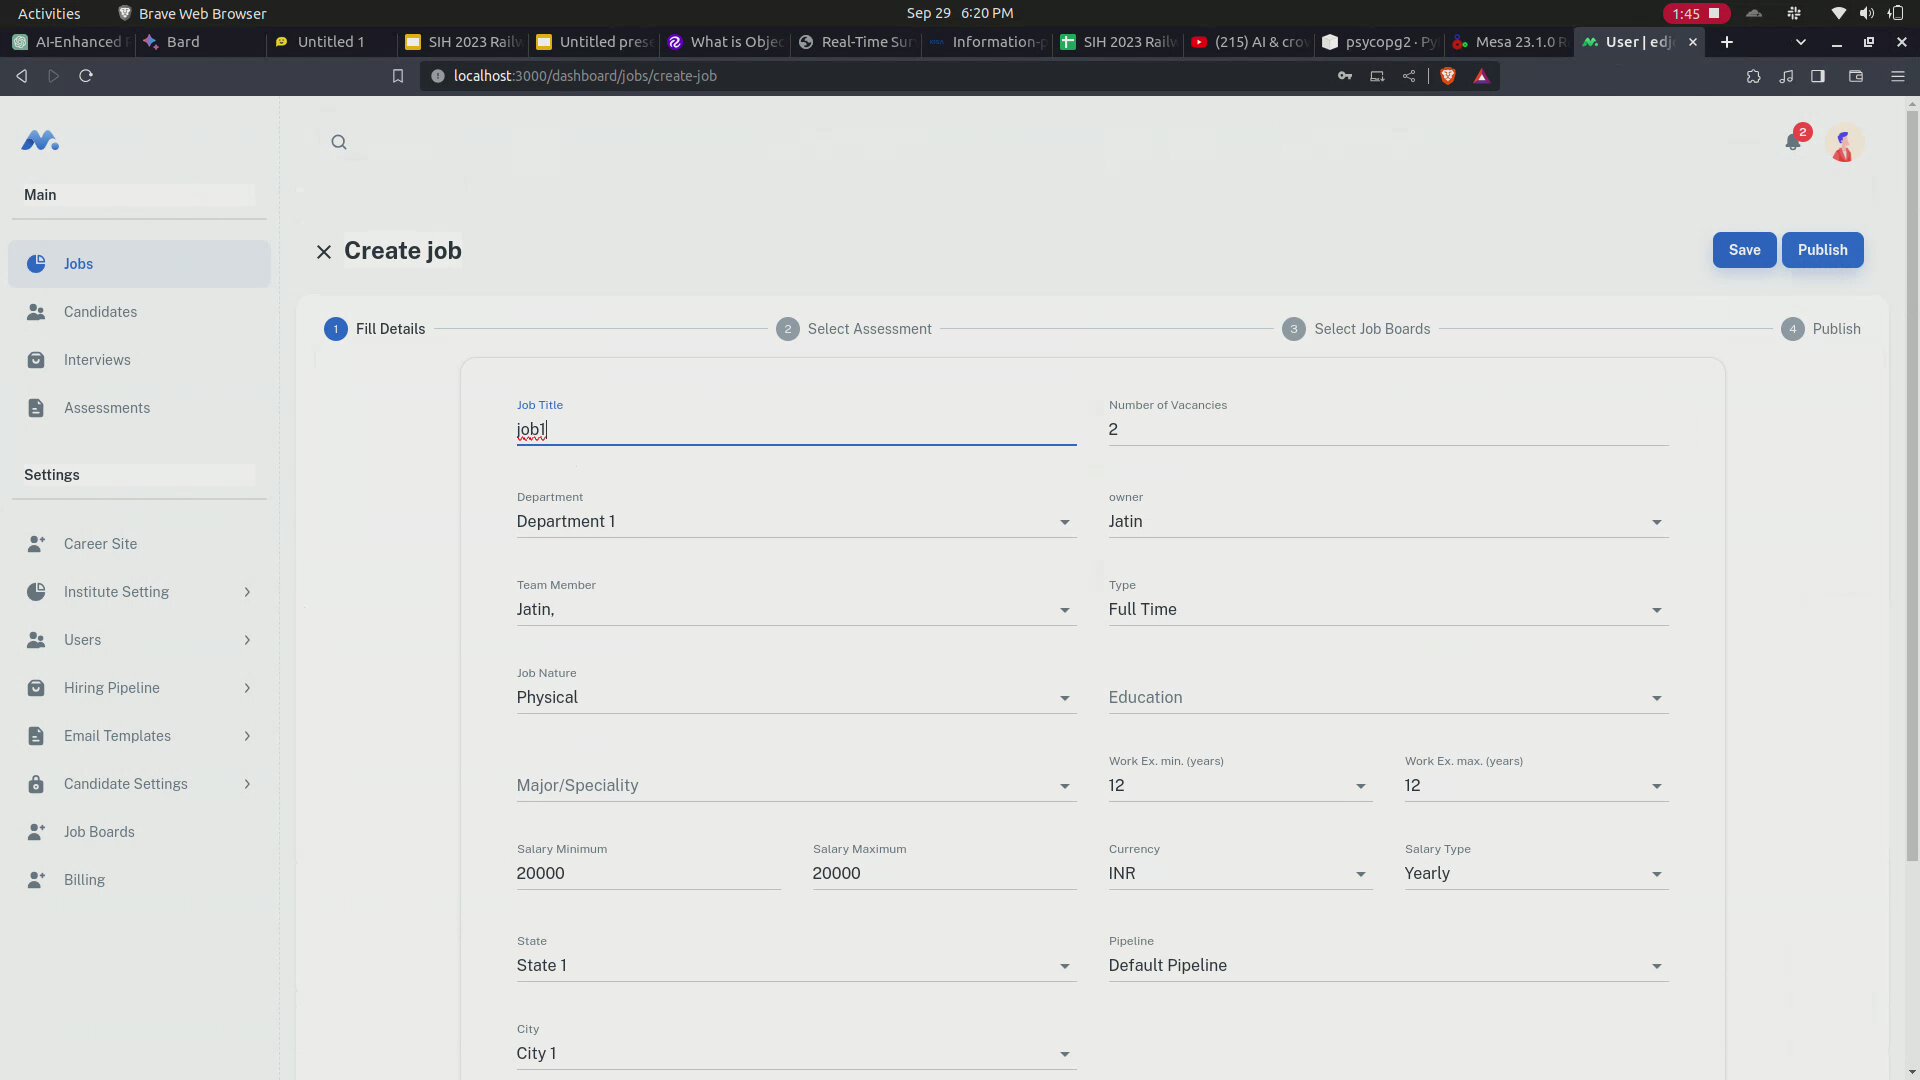 Activities Brave Web Browser Sep 29 6:20 PM 1:45
AI-Enhanced Bard Untitled 1 SIH 2023 Railw Untitled prese What is Objec Real-Time Sur Information-p SIH 2023 Railw (215) AI & crow psycopg2 · Py Mesa 23.1.0 R User | edj
localhost:3000/dashboard/jobs/create-job
2
Main
Create job
Save Publish
Jobs
Candidates
Interviews
Assessments
Settings
Career Site
Institute Setting
Users
Hiring Pipeline
Email Templates
Candidate Settings
Job Boards
Billing
1 Fill Details 2 Select Assessment 3 Select Job Boards 4 Publish
Job Title Number of Vacancies
job1 2
Department owner
Department 1 Jatin
Team Member Type
Jatin, Full Time
Job Nature
Physical Education
Work Ex. min. (years) Work Ex. max. (years)
Major/Speciality 12 12
Salary Minimum Salary Maximum Currency Salary Type
20000 20000 INR Yearly
State Pipeline
State 1 Default Pipeline
City
City 1